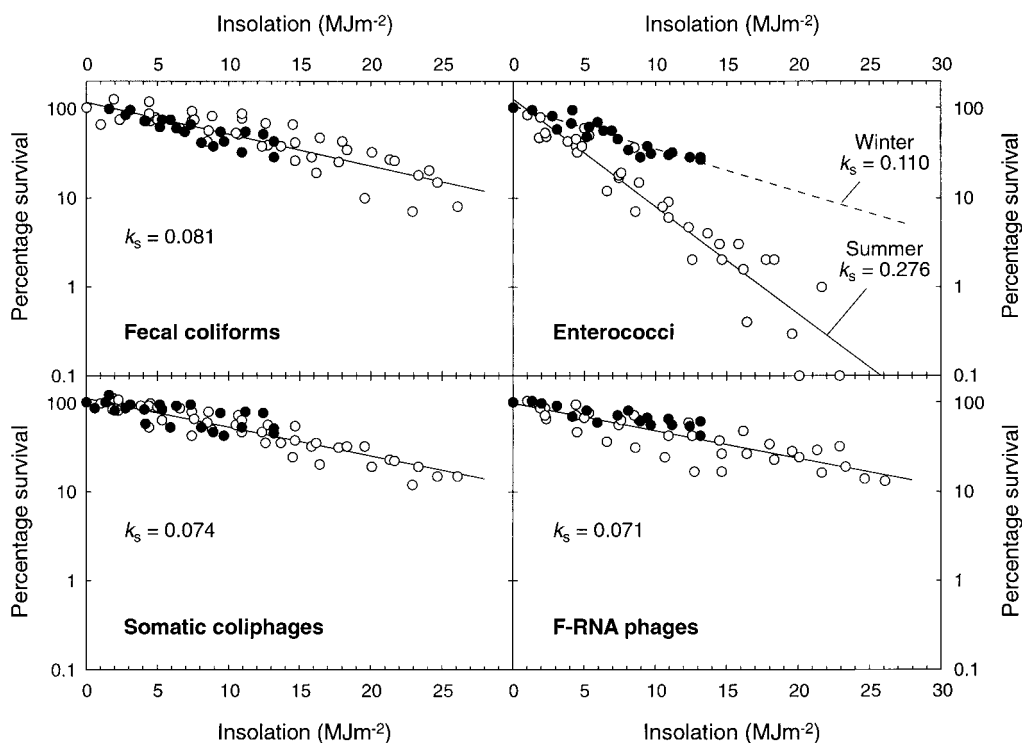 Insolation (MJm-2) Insolation (MJm-2)
0 5 10 15 20 25 0 5 10 15 20 25 30
Percentage survival
100
10
1
0.1
ks = 0.081
Fecal coliforms
Winter
ks = 0.110
Summer
ks = 0.276
Enterococci
100
10
1
0.1
Percentage survival
Percentage survival
100
10
1
0.1
ks = 0.074
Somatic coliphages
ks = 0.071
F-RNA phages
100
10
1
0.1
Percentage survival
0 5 10 15 20 25 0 5 10 15 20 25 30
Insolation (MJm-2) Insolation (MJm-2)